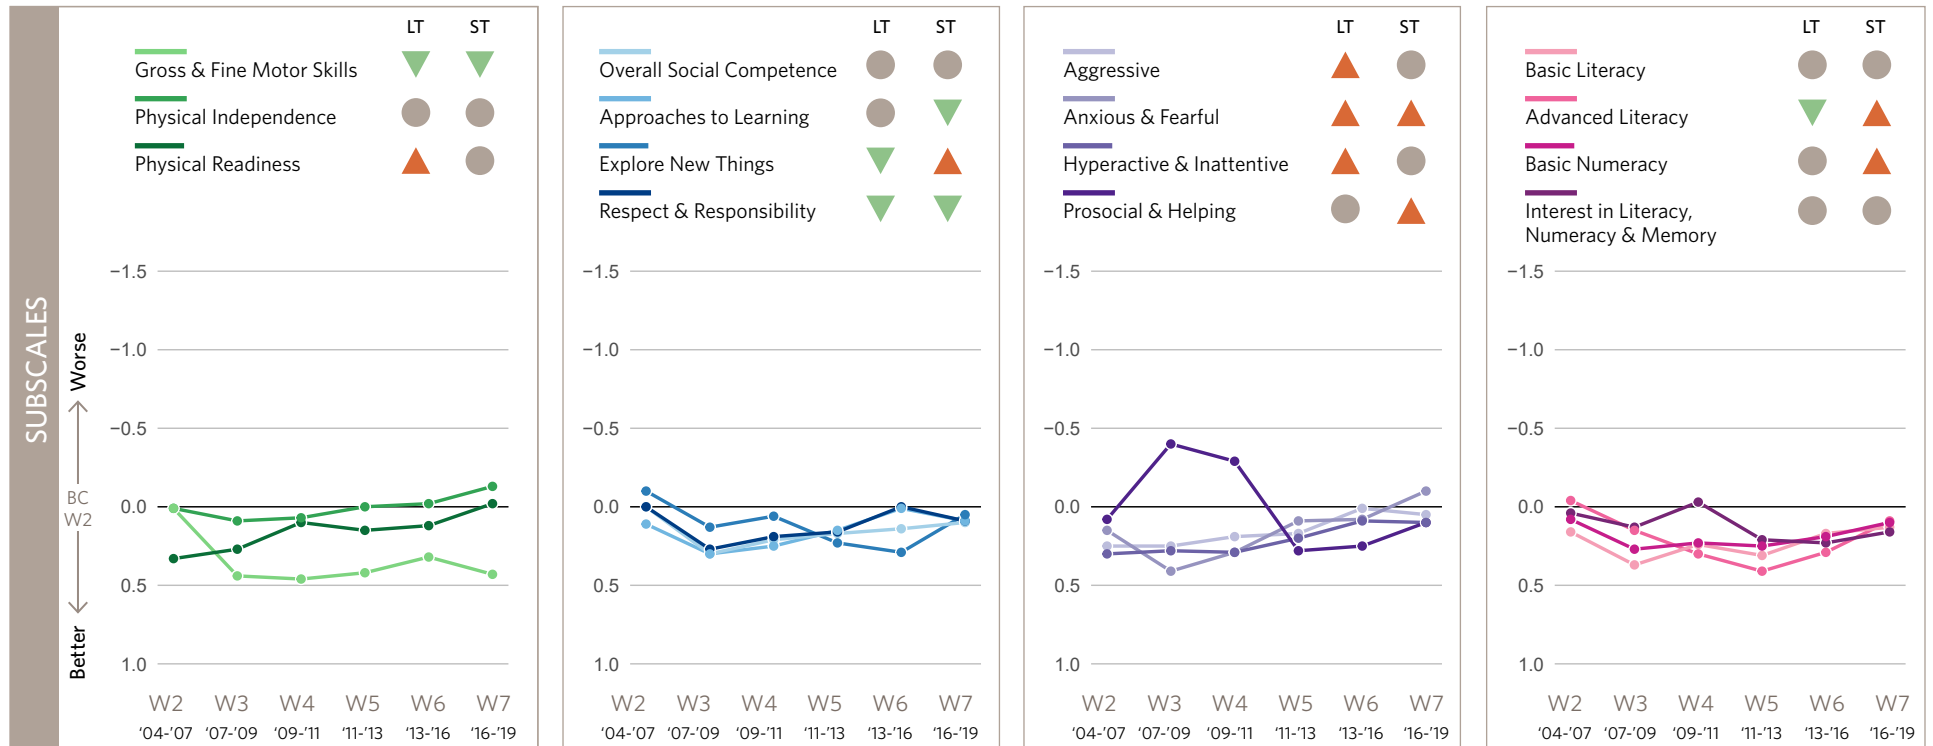 SUBSCALES
Worse
BC
W2
Better
LT ST
Gross & Fine Motor Skills
Physical Independence
Physical Readiness
−1.5
−1.0
−0.5
0.0
0.5
1.0
W2 W3 W4 W5 W6 W7
‘04-’07 ‘07-’09 ‘09-’11 ‘11-’13 ‘13-’16 ‘16-’19
LT ST
Overall Social Competence
Approaches to Learning
Explore New Things
Respect & Responsibility
−1.5
−1.0
−0.5
0.0
0.5
1.0
W2 W3 W4 W5 W6 W7
‘04-’07 ‘07-’09 ‘09-’11 ‘11-’13 ‘13-’16 ‘16-’19
LT ST
Aggressive
Anxious & Fearful
Hyperactive & Inattentive
Prosocial & Helping
−1.5
−1.0
−0.5
0.0
0.5
1.0
W2 W3 W4 W5 W6 W7
‘04-’07 ‘07-’09 ‘09-’11 ‘11-’13 ‘13-’16 ‘16-’19
LT ST
Basic Literacy
Advanced Literacy
Basic Numeracy
Interest in Literacy,
Numeracy & Memory
−1.5
−1.0
−0.5
0.0
0.5
1.0
W2 W3 W4 W5 W6 W7
‘04-’07 ‘07-’09 ‘09-’11 ‘11-’13 ‘13-’16 ‘16-’19